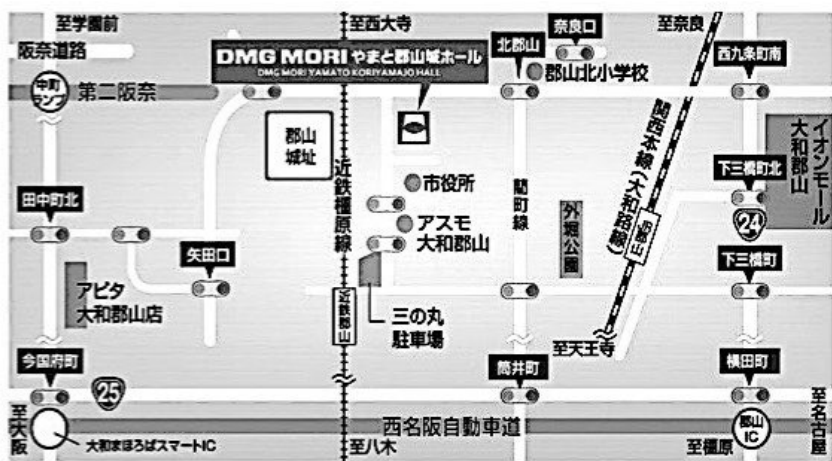 至学園前
至西大寺
奈良口
至奈良
阪奈道路
DMG MORI やまと郡山城ホール
DMG MORI YAMATO KORIYAMAJO HALL
北郡山
郡山北小学校
西九条町南
中町
ランプ
第二阪奈
郡山
城址
近鉄橿原線
市役所
アスモ
大和郡山
藺町線
外堀公園
関西本線(大和路線)
郡山
イオンモール
大和郡山
下三橋町北
24
田中町北
矢田口
アピタ
大和郡山店
近鉄郡山
三の丸
駐車場
下三橋町
至天王寺
今国府町
25
筒井町
横田町
至大阪
大和まほろばスマートIC
西名阪自動車道
至八木
至橿原
郡山
IC
至名古屋